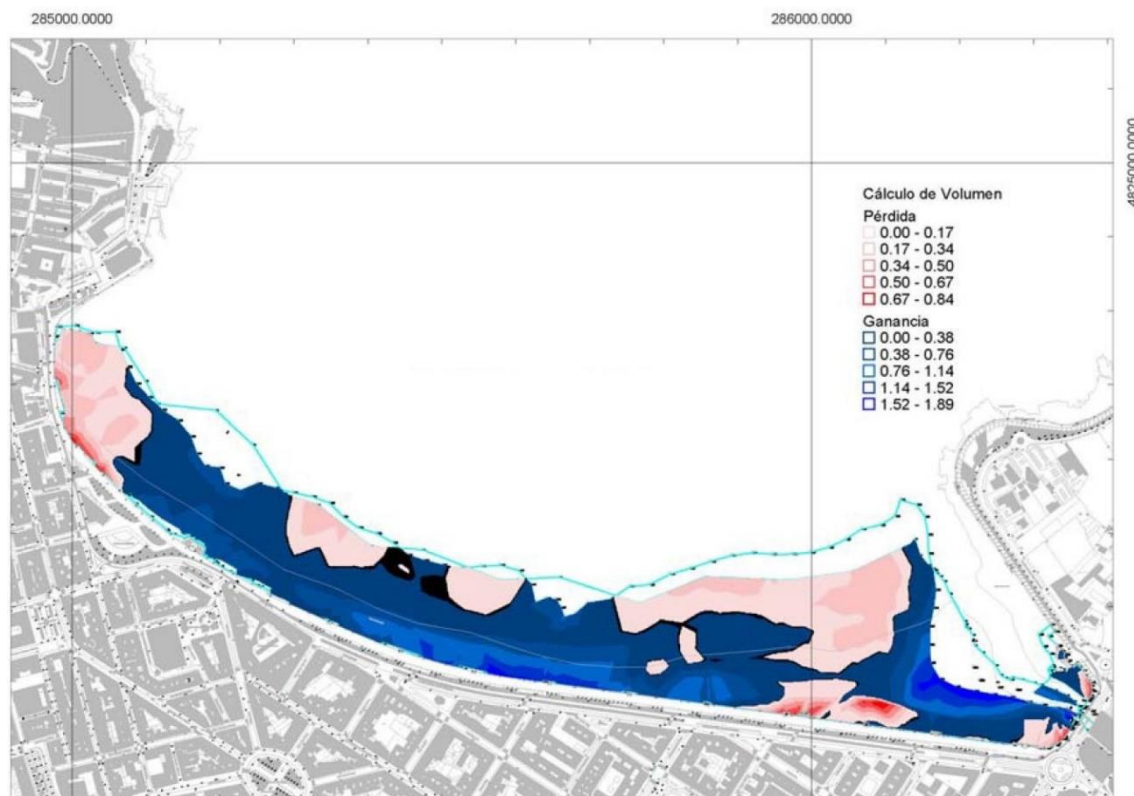 285000.0000
286000.0000
4825000.0000
Cálculo de Volumen
Pérdida
0.00 - 0.17
0.17 - 0.34
0.34 - 0.50
0.50 - 0.67
0.67 - 0.84
Ganancia
0.00 - 0.38
0.38 - 0.76
0.76 - 1.14
1.14 - 1.52
1.52 - 1.89